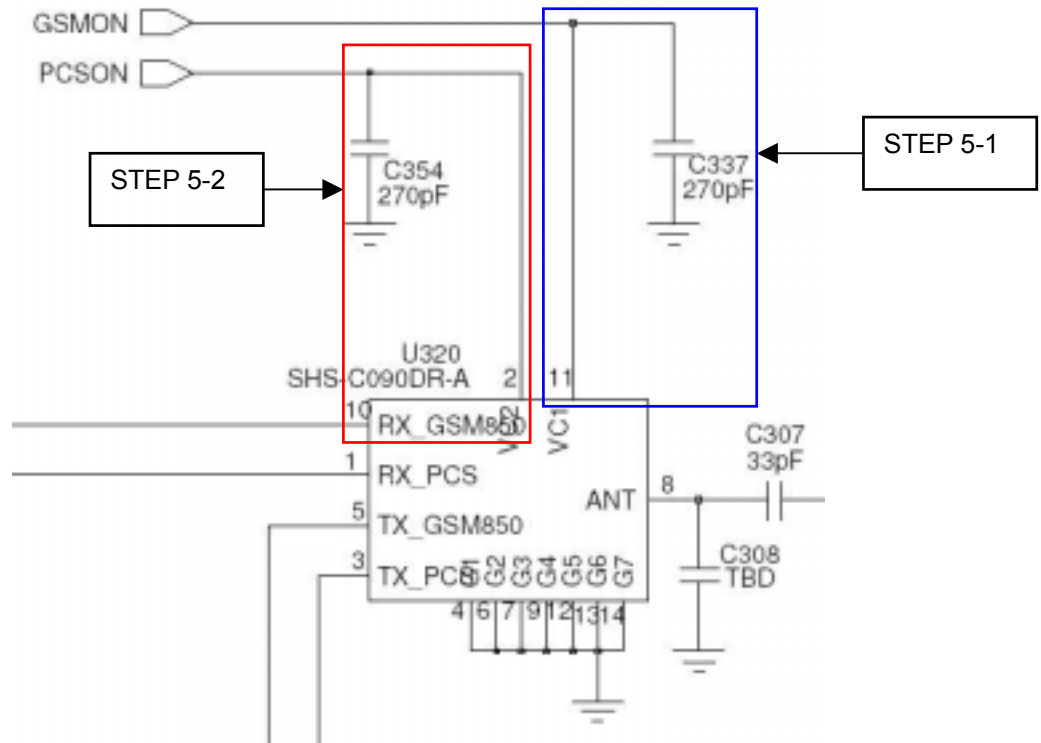 GSMON
PCSON
STEP 5-2
STEP 5-1
C354
270pF
C337
270pF
U320
SHS-C090DR-A
2
11
10
RX_GSM850
VC2
VC1
1
RX_PCS
5
TX_GSM850
3
TX_PCS
ANT
8
C307
33pF
C308
TBD
G1
G2
G3
G4
G5
G6
G7
4
6
7
9
12
13
14